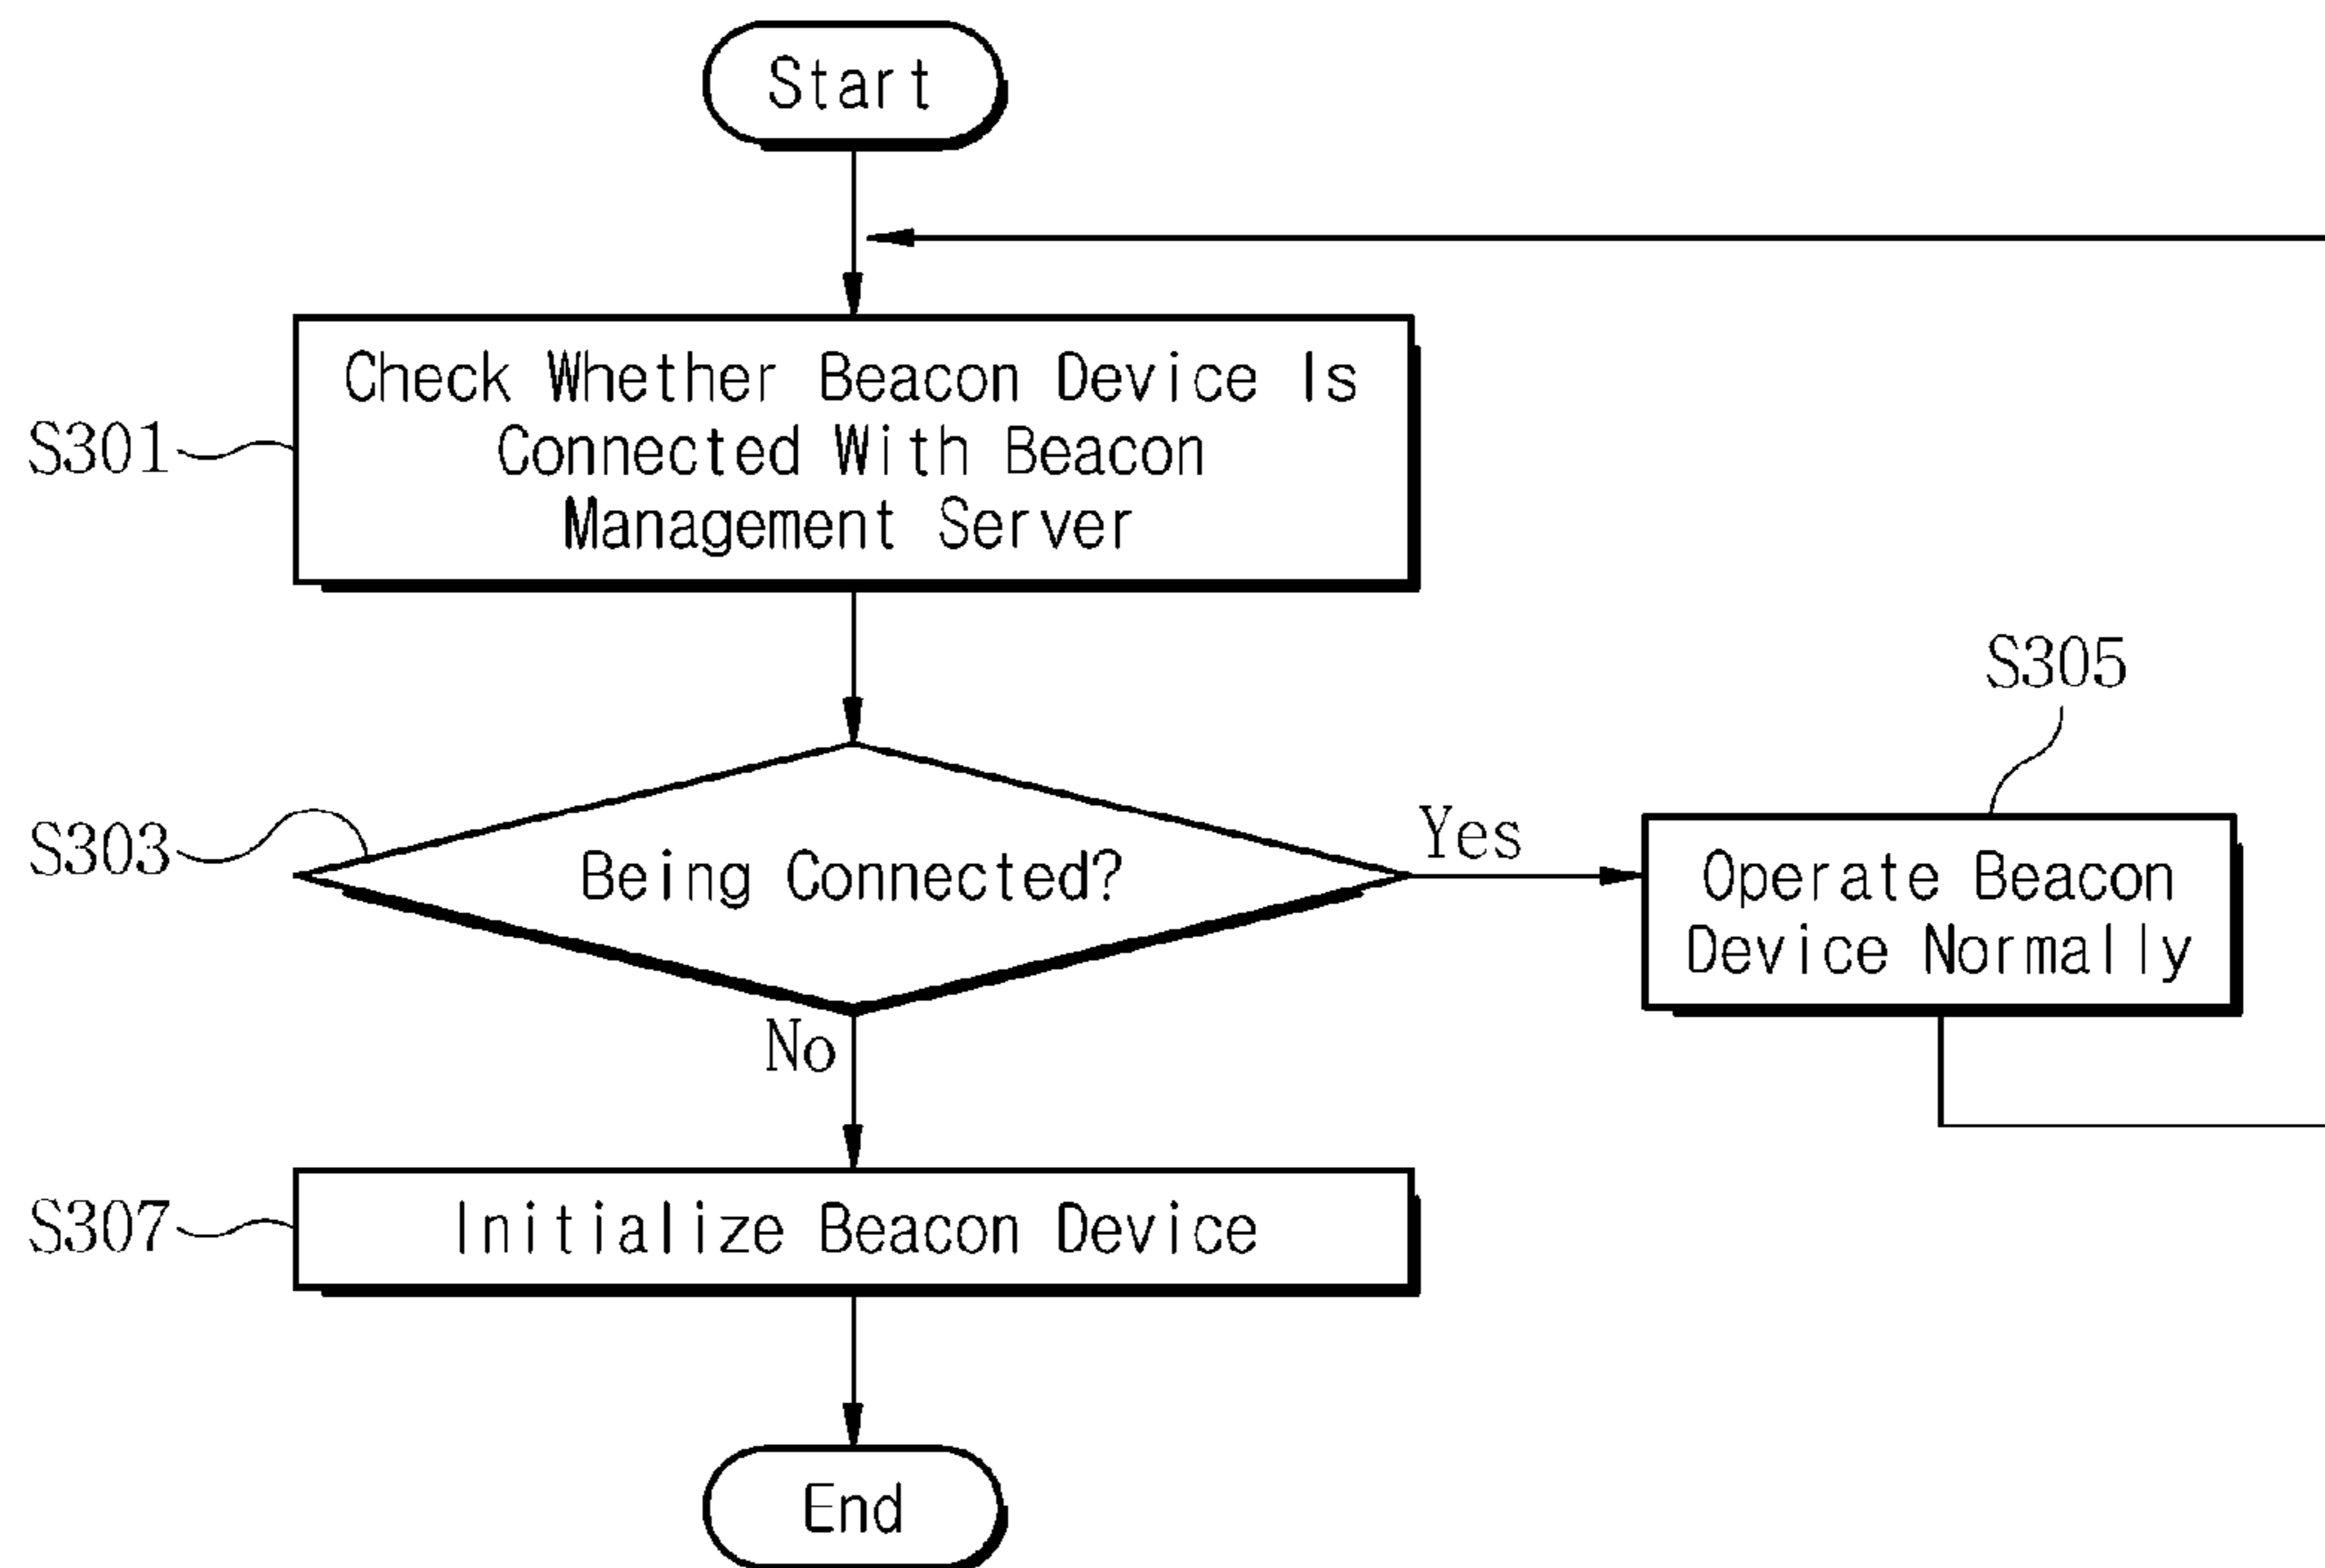 Start
Check Whether Beacon Device Is
Connected With Beacon
Management Server
S301
S305
S303
Being Connected?
Yes
Operate Beacon
Device Normally
No
S307
Initialize Beacon Device
End